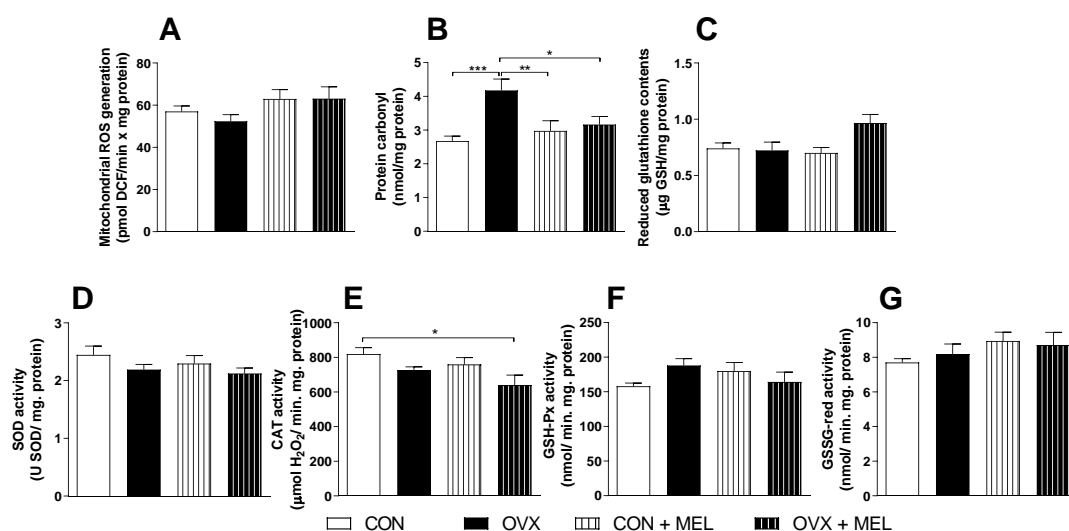 A
Mitochondrial ROS generation
(pmol DCF/min x mg protein)
80
60
40
20
0
B
Protein carbonyl
(nmol/mg protein)
5
4
3
2
1
0
***
**
*
C
Reduced glutathione contents
(µg GSH/mg protein)
1.5
1.0
0.5
0.0
D
SOD activity
(U SOD/ mg. protein)
3
2
1
0
E
CAT activity
(µmol H2O2/ min. mg. protein)
1000
800
600
400
200
0
*
F
GSH-Px activity
(nmol/ min. mg. protein)
250
200
150
100
50
0
G
GSSG-red activity
(nmol/ min. mg. protein)
10
8
6
4
2
0
CON
OVX
CON + MEL
OVX + MEL